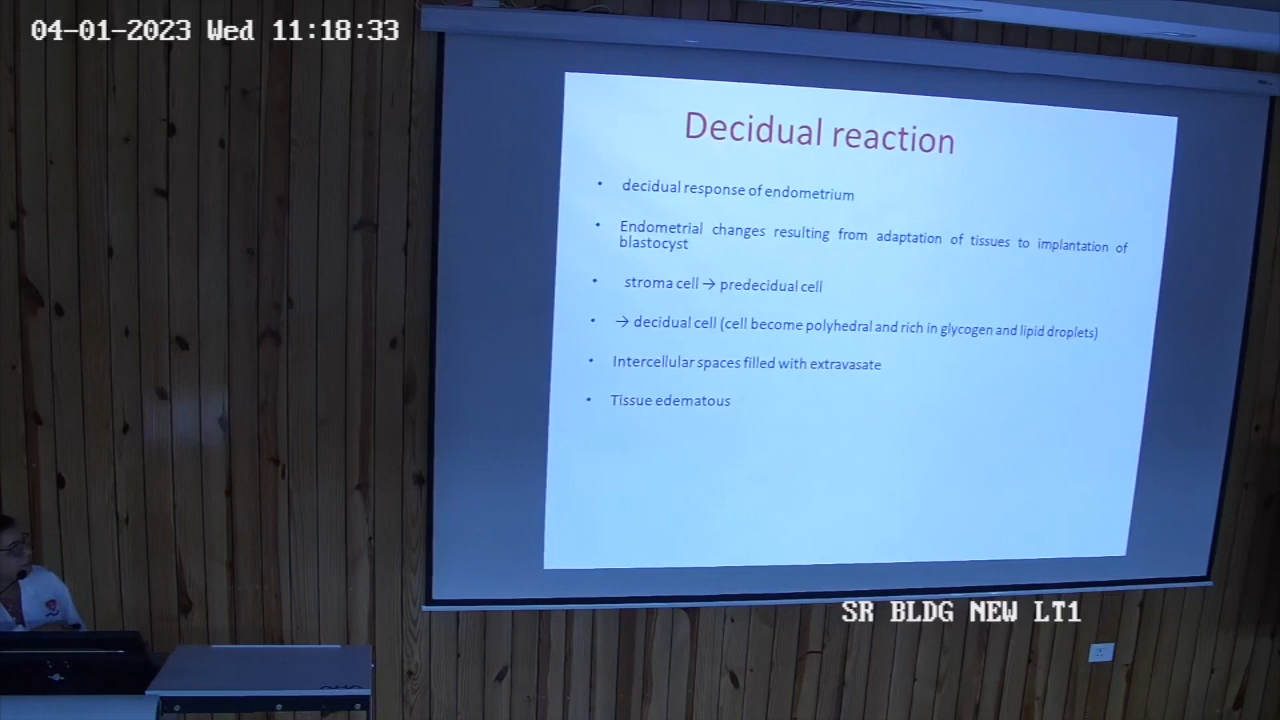 04-01-2023 Wed 11:18:33
Decidual reaction
• decidual response of endometrium
• Endometrial changes resulting from adaptation of tissues to implantation of
blastocyst
• stroma cell → predecidual cell
• → decidual cell (cell become polyhedral and rich in glycogen and lipid droplets)
• Intercellular spaces filled with extravasate
• Tissue edematous
SR BLDG NEW LT1